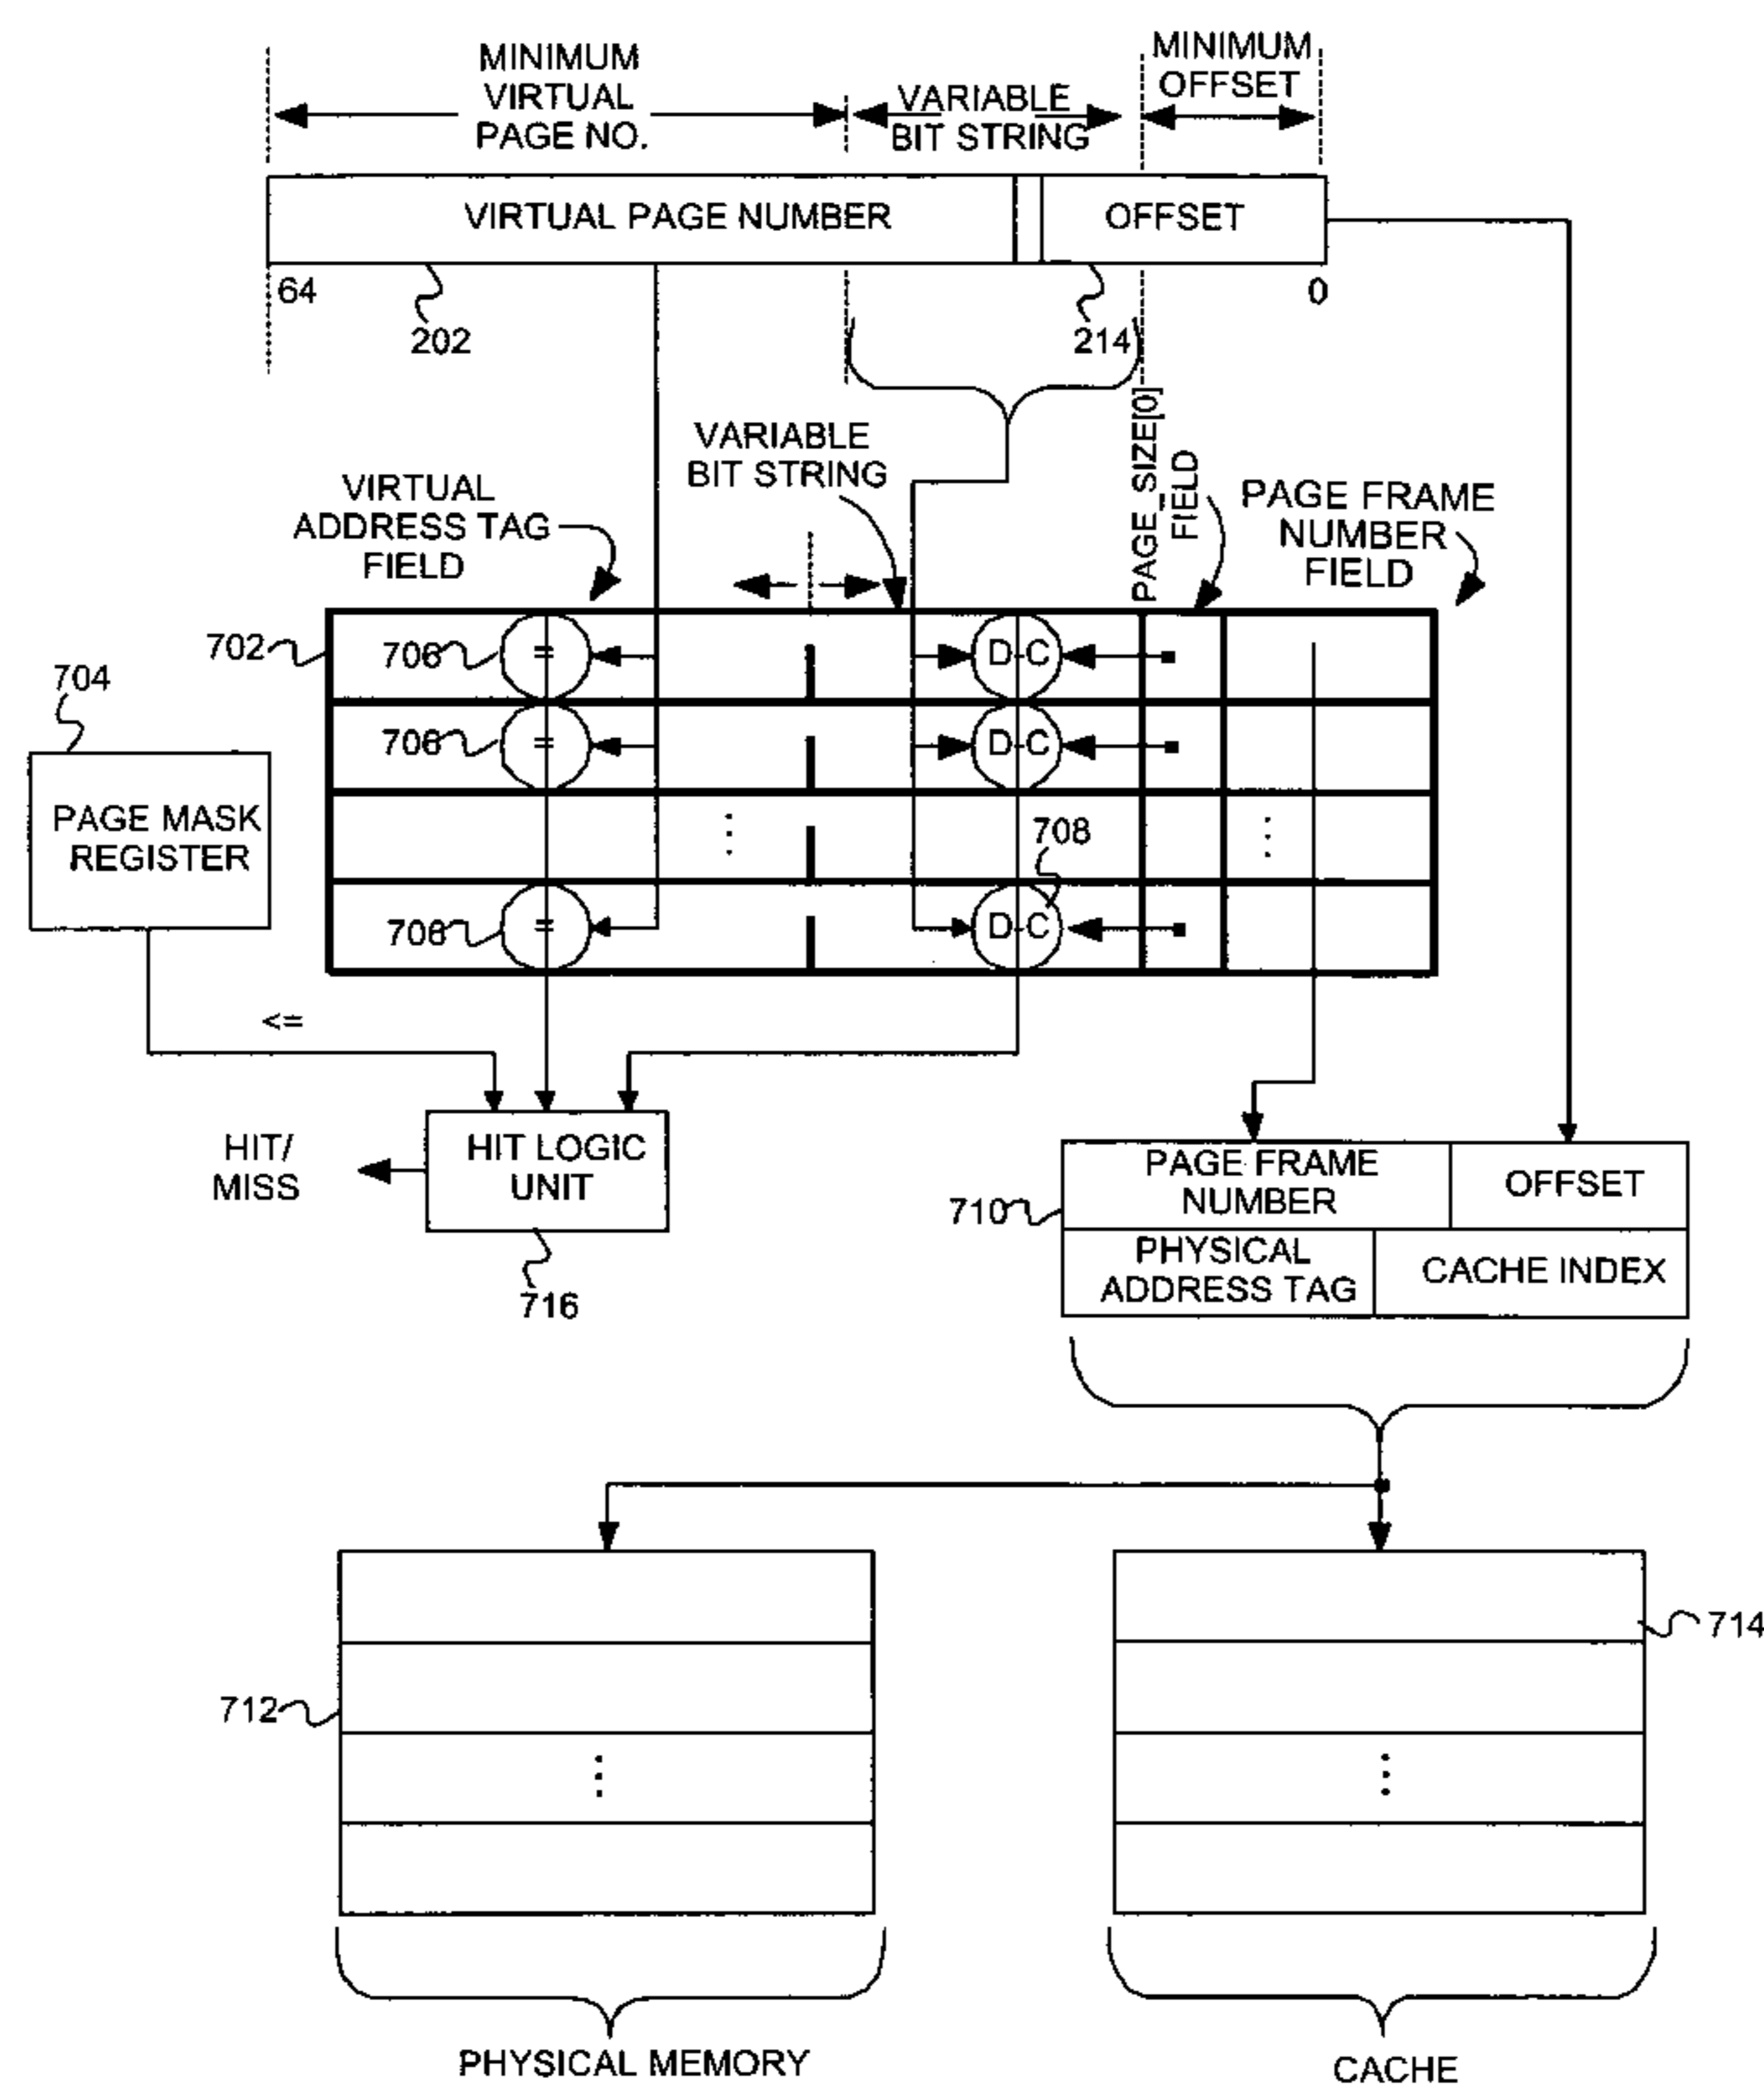 MINIMUM
VIRTUAL
PAGE NO.
VARIABLE
BIT STRING
MINIMUM
OFFSET
VIRTUAL PAGE NUMBER
OFFSET
64
0
202
214
VARIABLE
BIT STRING
PAGE_SIZE[0]
FIELD
VIRTUAL
ADDRESS TAG
FIELD
PAGE FRAME
NUMBER
FIELD
702
706
=
D-C
704
706
=
D-C
PAGE MASK
REGISTER
708
706
=
D-C
<=
HIT/
MISS
HIT LOGIC
UNIT
716
710
PAGE FRAME
NUMBER
OFFSET
PHYSICAL
ADDRESS TAG
CACHE INDEX
714
712
PHYSICAL MEMORY
CACHE